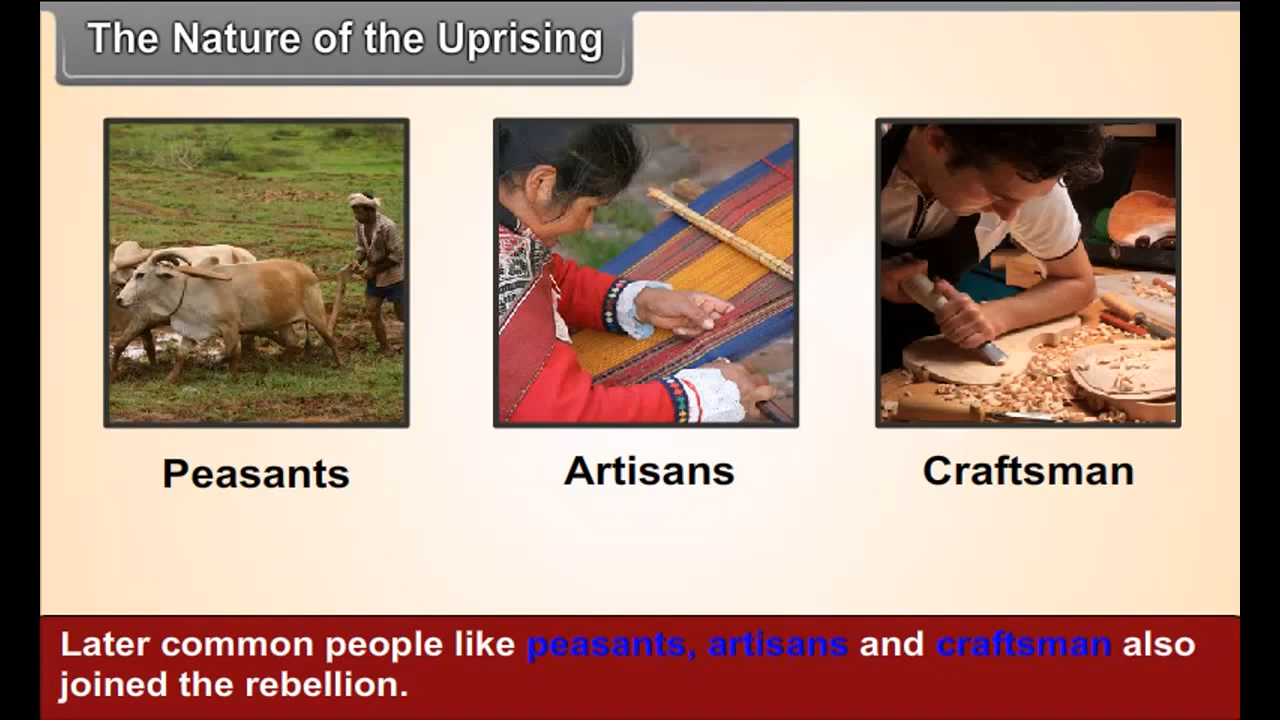 The Nature of the Uprising
Peasants
Artisans
Craftsman
Later common people like peasants, artisans and craftsman also
joined the rebellion.